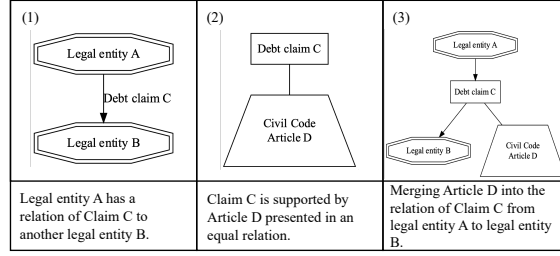 (1)
Legal entity A
Debt claim C
Legal entity B
Legal entity A has a
relation of Claim C to
another legal entity B.
(2)
Debt claim C
Civil Code
Article D
Claim C is supported by
Article D presented in an
equal relation.
(3)
Legal entity A
Debt claim C
Legal entity B
Civil Code
Article D
Merging Article D into the
relation of Claim C from
legal entity A to legal entity
B.